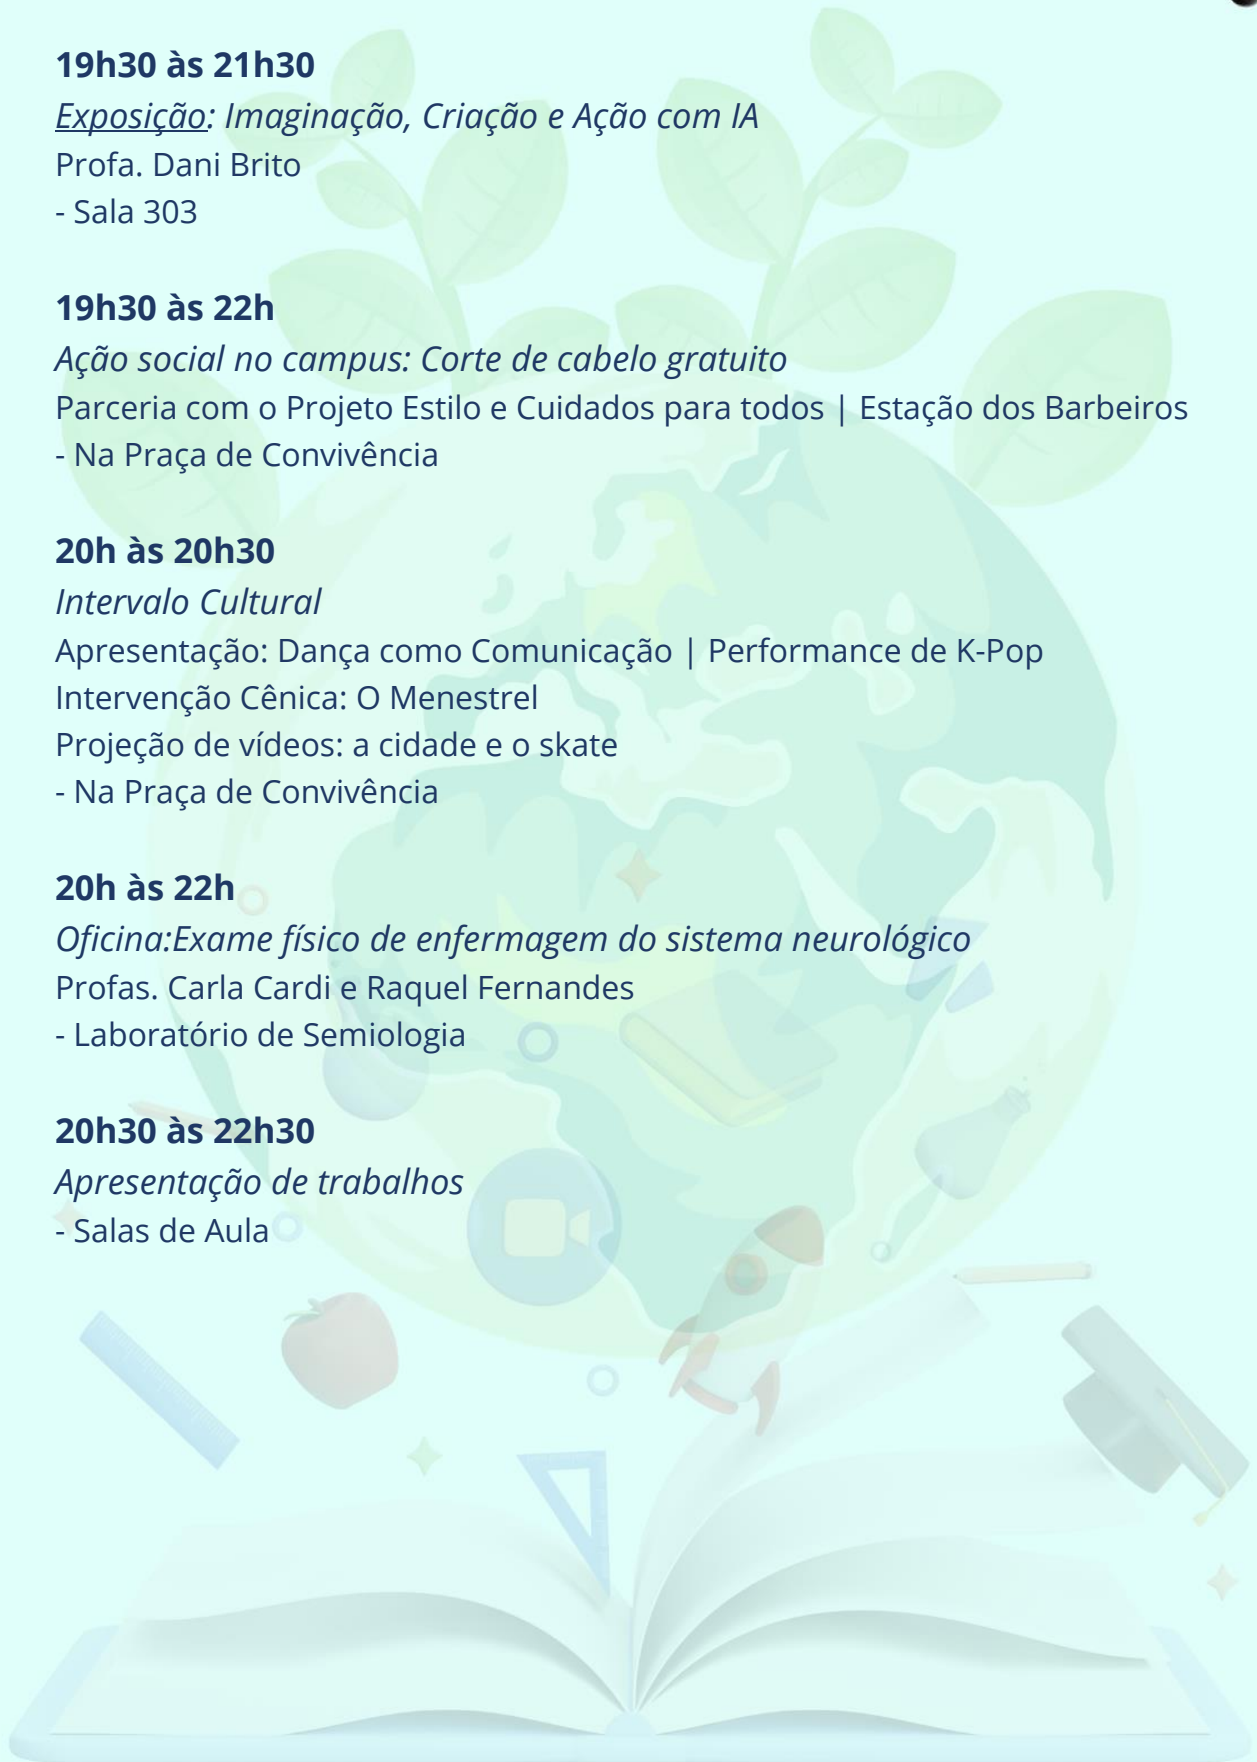 19h30 às 21h30
Exposição: Imaginação, Criação e Ação com IA
Profa. Dani Brito
- Sala 303
19h30 às 22h
Ação social no campus: Corte de cabelo gratuito
Parceria com o Projeto Estilo e Cuidados para todos | Estação dos Barbeiros
- Na Praça de Convivência
20h às 20h30
Intervalo Cultural
Apresentação: Dança como Comunicação | Performance de K-Pop
Intervenção Cênica: O Menestrel
Projeção de vídeos: a cidade e o skate
- Na Praça de Convivência
20h às 22h
Oficina:Exame físico de enfermagem do sistema neurológico
Profas. Carla Cardi e Raquel Fernandes
- Laboratório de Semiologia
20h30 às 22h30
Apresentação de trabalhos
- Salas de Aula